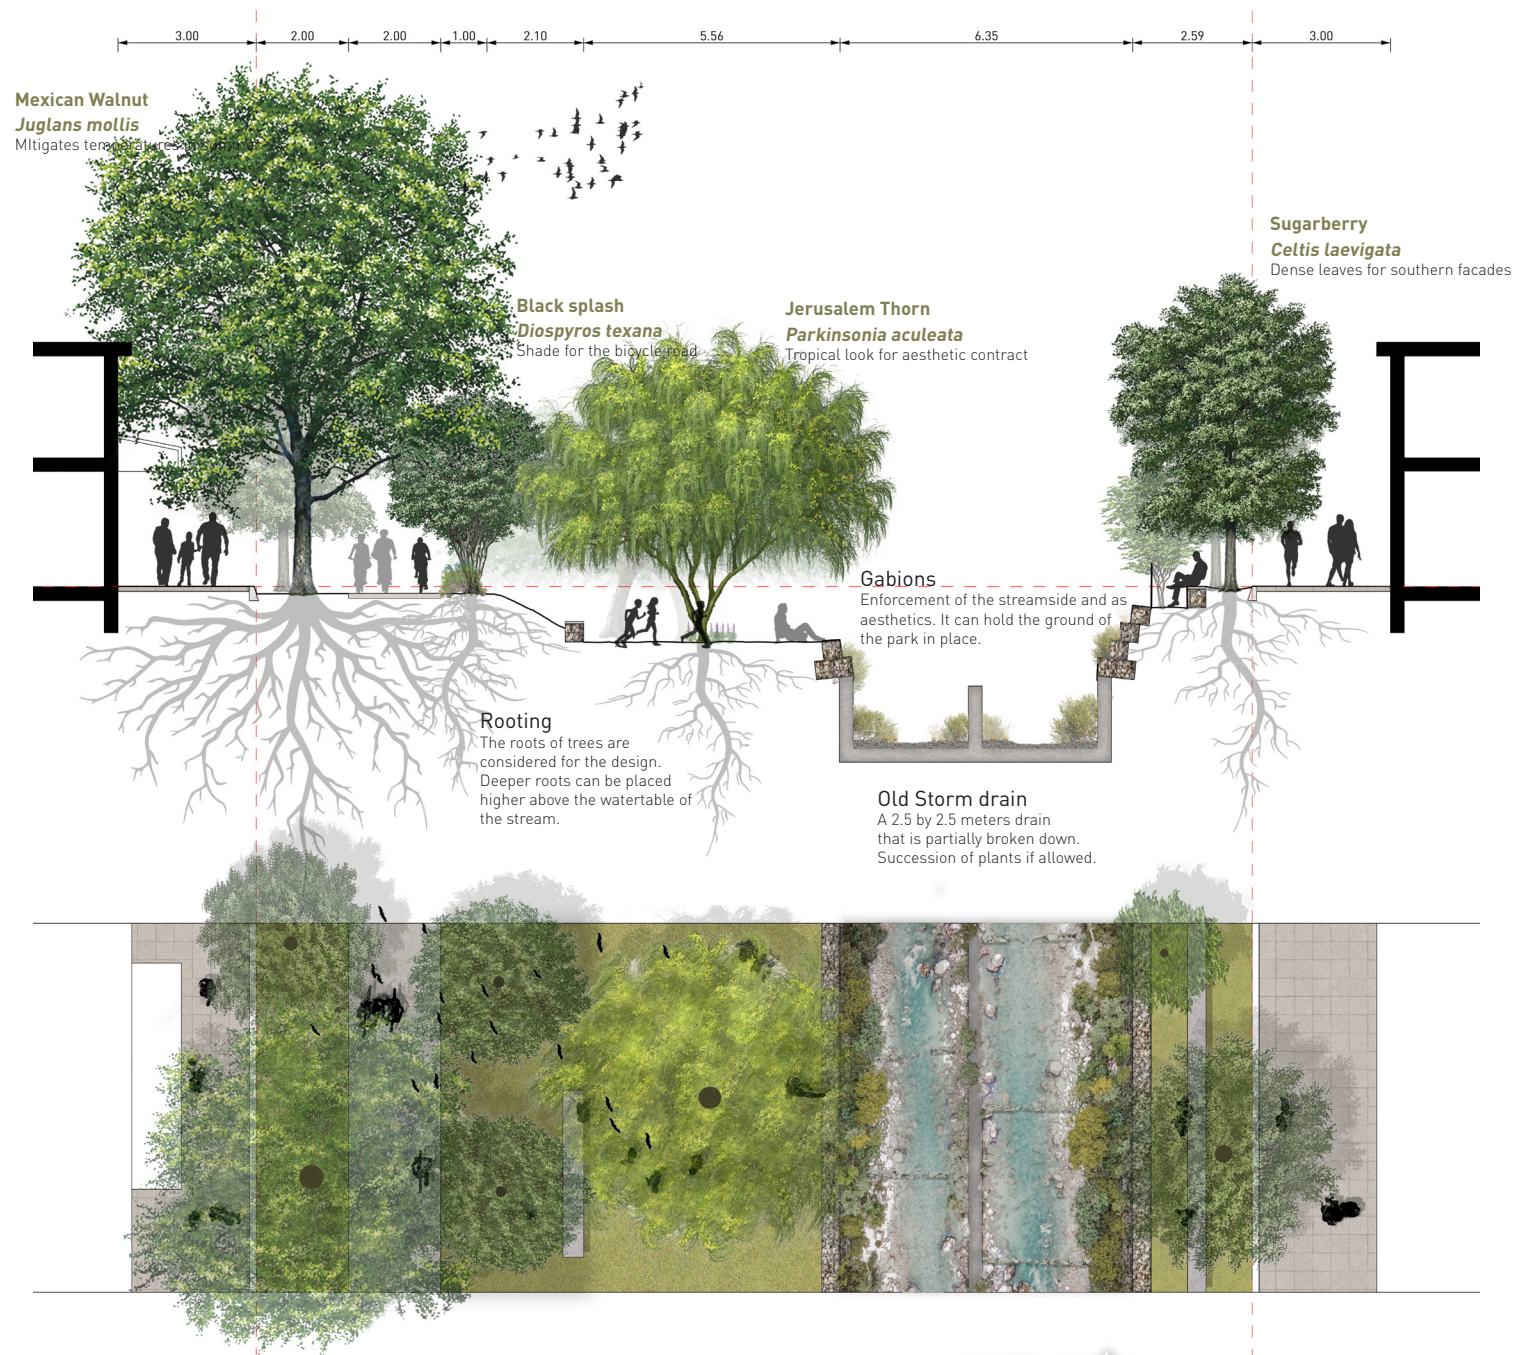 3.00 2.00 2.00 1.00 2.10 5.56 6.35 2.59 3.00
Mexican Walnut
Juglans mollis
MItigates temperatures in summer
Sugarberry
Celtis laevigata
Dense leaves for southern facades
Black splash
Diospyros texana
Shade for the bicycle road
Jerusalem Thorn
Parkinsonia aculeata
Tropical look for aesthetic contract
Gabions
Enforcement of the streamside and as
aesthetics. It can hold the ground of
the park in place.
Rooting
The roots of trees are
considered for the design.
Deeper roots can be placed
higher above the watertable of
the stream.
Old Storm drain
A 2.5 by 2.5 meters drain
that is partially broken down.
Succession of plants if allowed.